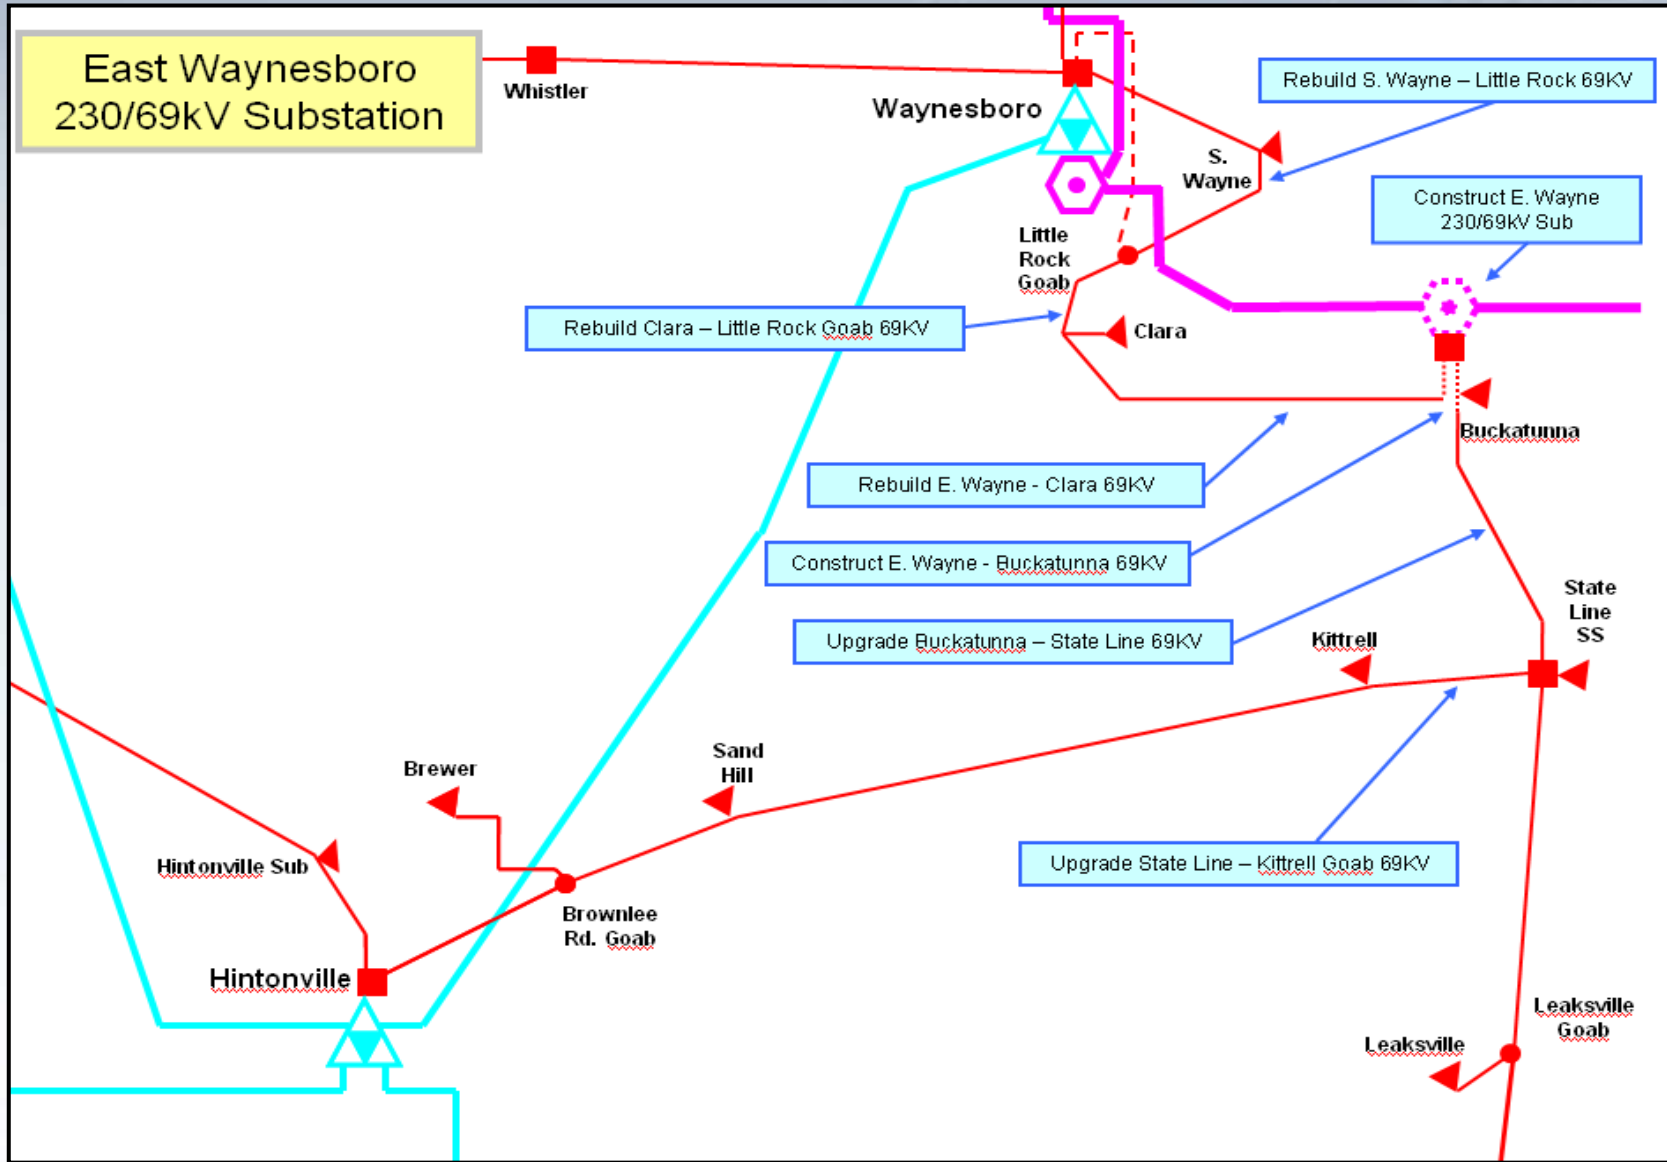 East Waynesboro
230/69kV Substation
Whistler
Waynesboro
Rebuild S. Wayne – Little Rock 69KV
S.
Wayne
Construct E. Wayne
230/69kV Sub
Little
Rock
Goab
Rebuild Clara – Little Rock Goab 69KV
Clara
Buckatunna
Rebuild E. Wayne - Clara 69KV
Construct E. Wayne - Buckatunna 69KV
Upgrade Buckatunna – State Line 69KV
State
Line
SS
Kittrell
Sand
Hill
Brewer
Hintonville Sub
Upgrade State Line – Kittrell Goab 69KV
Brownlee
Rd. Goab
Hintonville
Leaksville
Goab
Leaksville